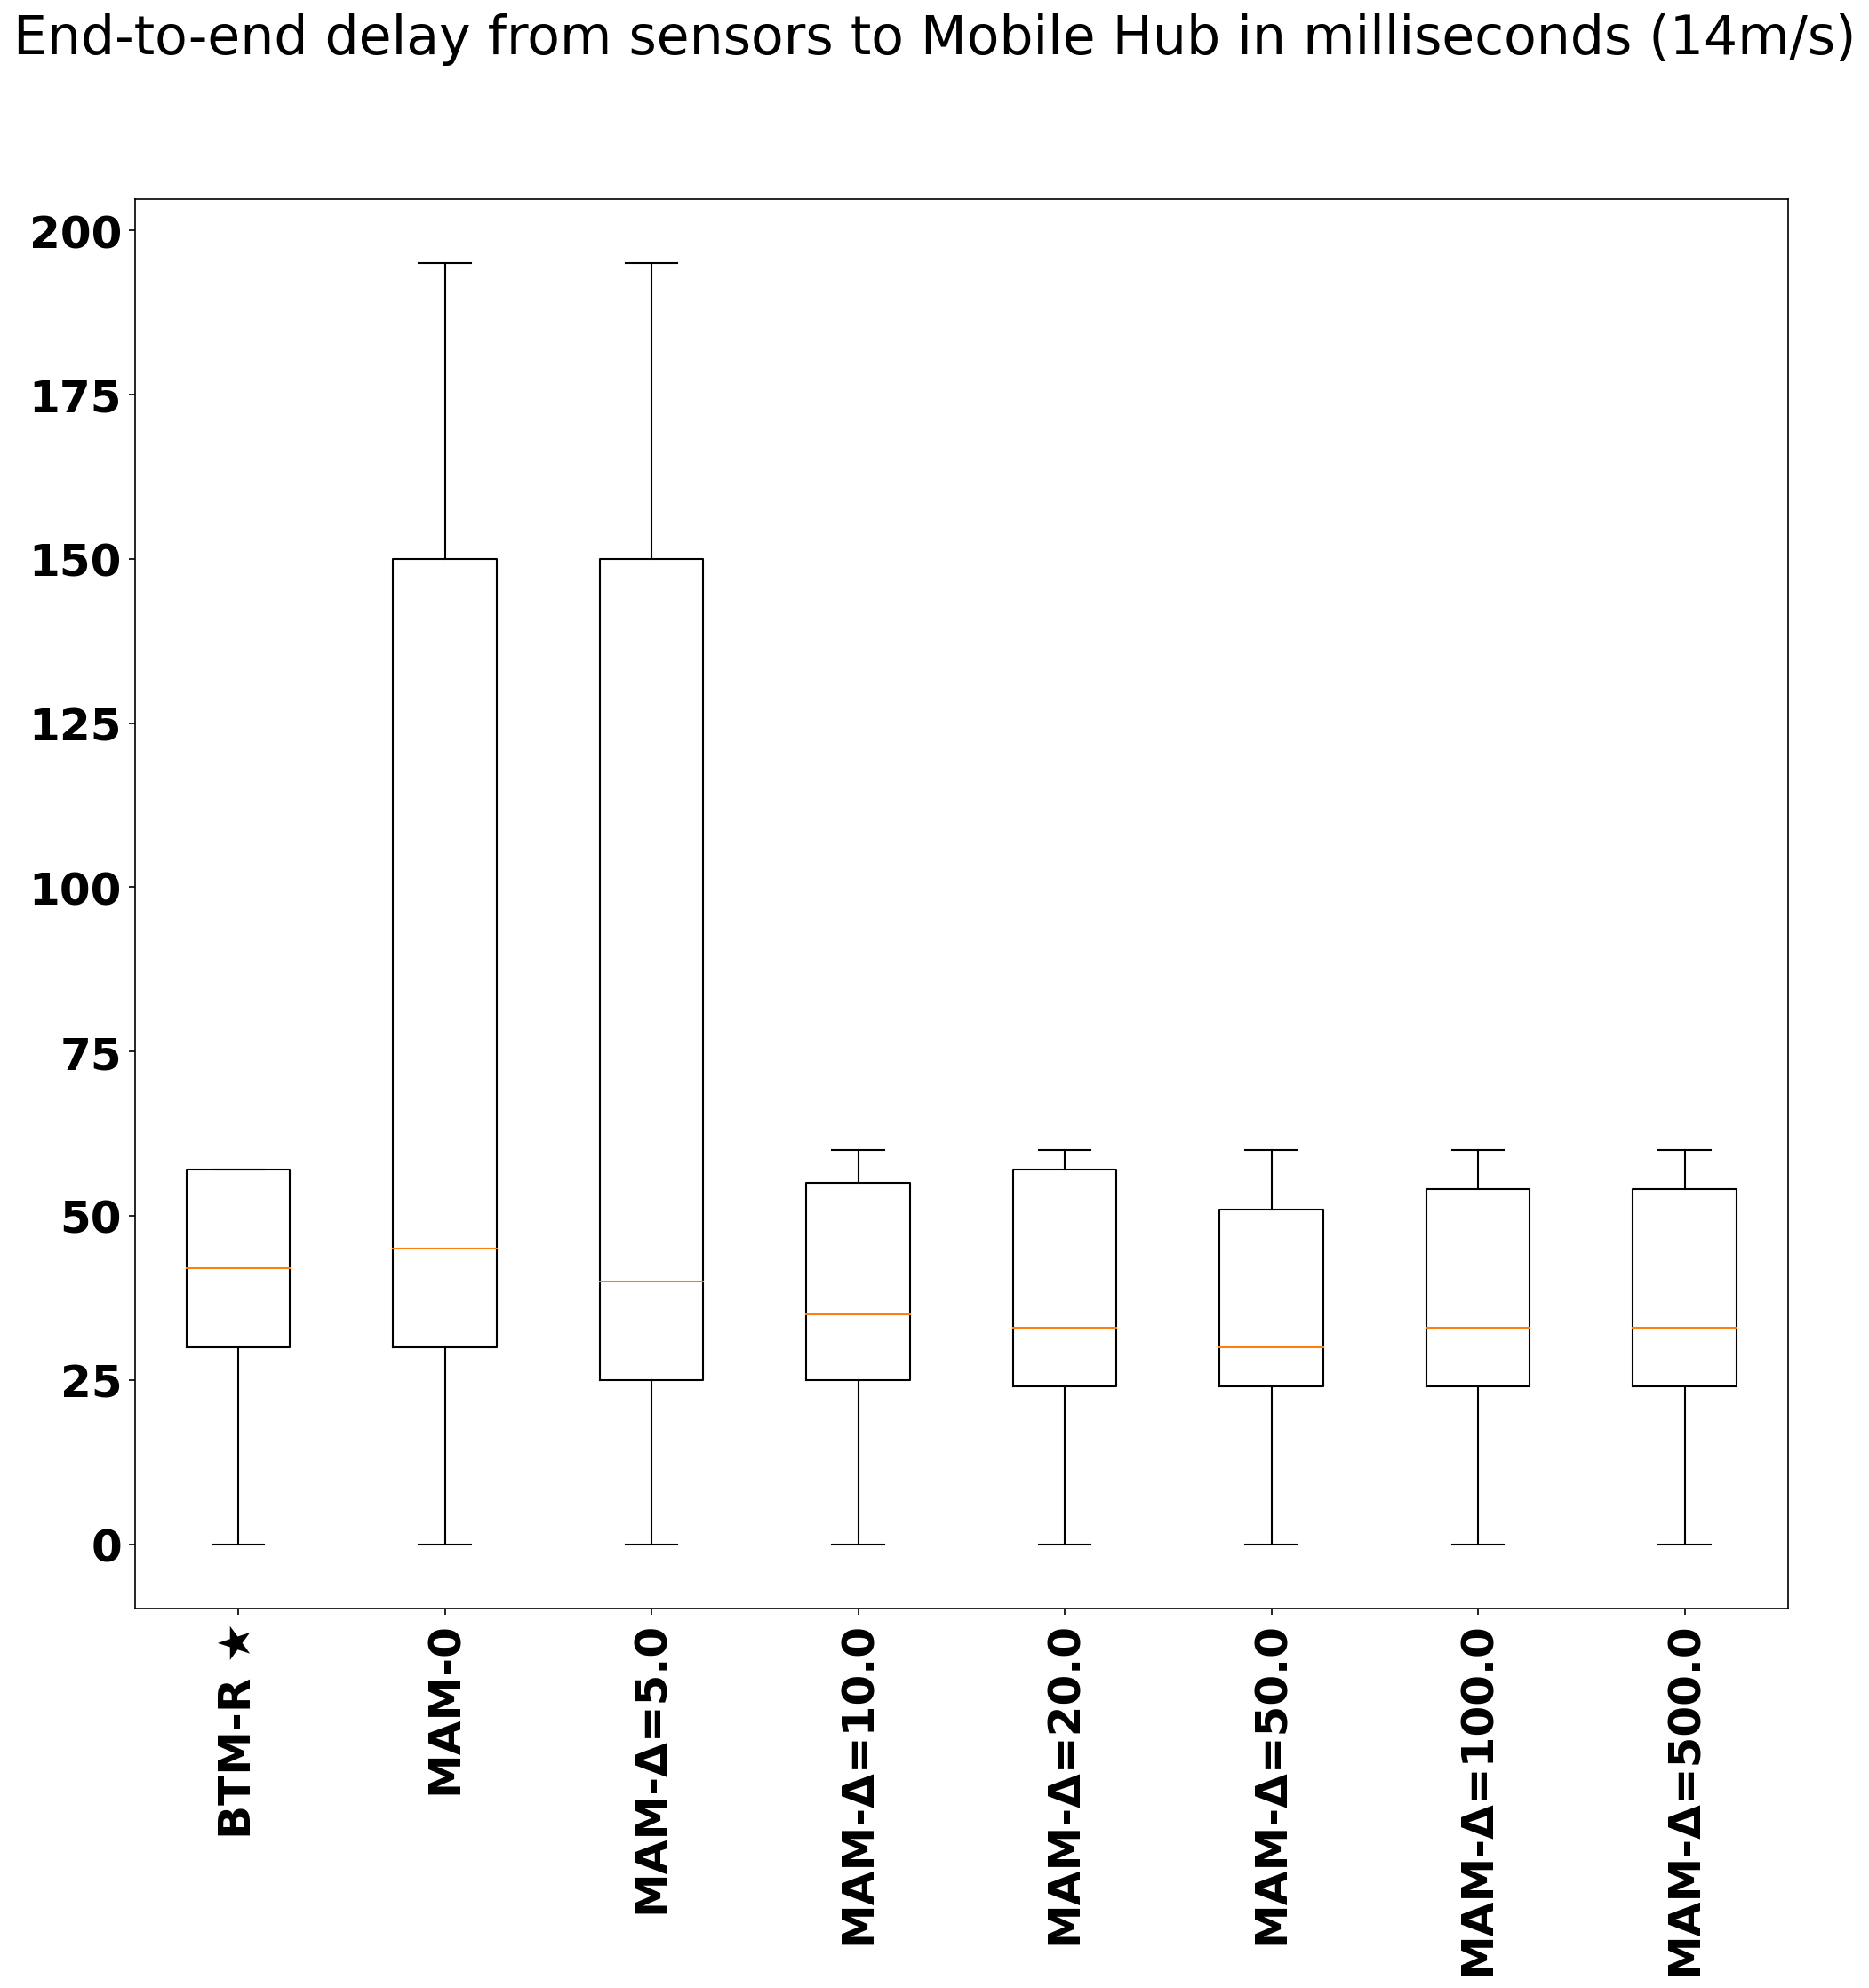 End-to-end delay from sensors to Mobile Hub in milliseconds (14m/s)
200
175
150
125
100
75
50
25
0
BTM-R ★
MAM-0
MAM-Δ=5.0
MAM-Δ=10.0
MAM-Δ=20.0
MAM-Δ=50.0
MAM-Δ=100.0
MAM-Δ=500.0